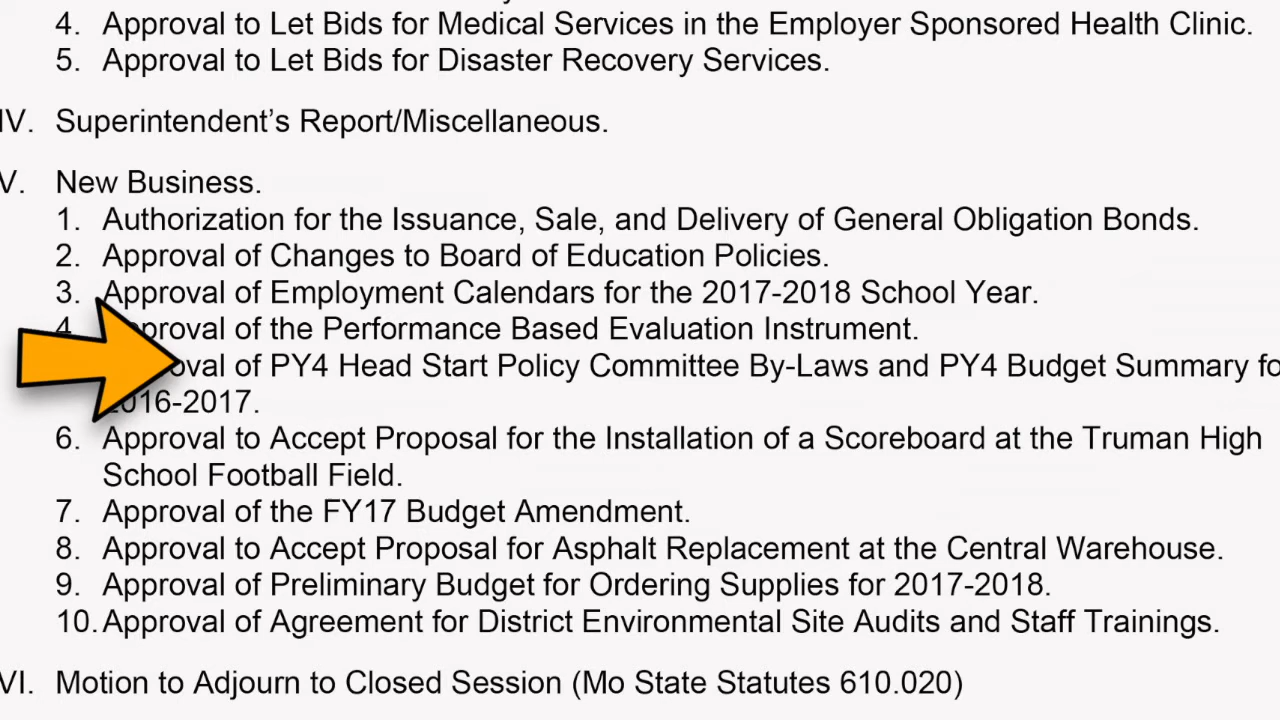 4. Approval to Let Bids for Medical Services in the Employer Sponsored Health Clinic.
5. Approval to Let Bids for Disaster Recovery Services.
IV. Superintendent's Report/Miscellaneous.
V. New Business.
1. Authorization for the Issuance, Sale, and Delivery of General Obligation Bonds.
2. Approval of Changes to Board of Education Policies.
3. Approval of Employment Calendars for the 2017-2018 School Year.
4. proval of the Performance Based Evaluation Instrument.
oval of PY4 Head Start Policy Committee By-Laws and PY4 Budget Summary fo
2016-2017.
6. Approval to Accept Proposal for the Installation of a Scoreboard at the Truman High
School Football Field.
7. Approval of the FY17 Budget Amendment.
8. Approval to Accept Proposal for Asphalt Replacement at the Central Warehouse.
9. Approval of Preliminary Budget for Ordering Supplies for 2017-2018.
10. Approval of Agreement for District Environmental Site Audits and Staff Trainings.
VI. Motion to Adjourn to Closed Session (Mo State Statutes 610.020)